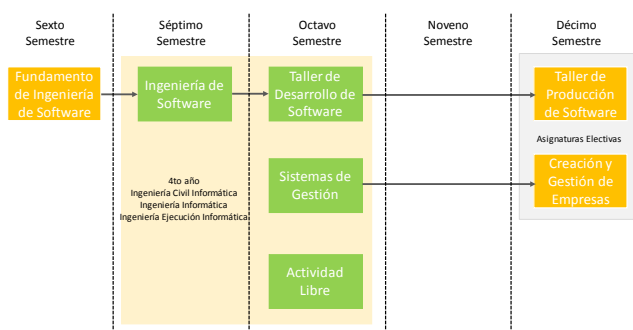 Sexto
Semestre
Séptimo
Semestre
Octavo
Semestre
Noveno
Semestre
Décimo
Semestre
Fundamento
de Ingeniería
de Software
Ingeniería de
Software
Taller de
Desarrollo de
Software
Taller de
Producción
de Software
Asignaturas Electivas
4to año
Ingeniería Civil Informática
Ingeniería Informática
Ingeniería Ejecución Informática
Sistemas de
Gestión
Creación y
Gestión de
Empresas
Actividad
Libre